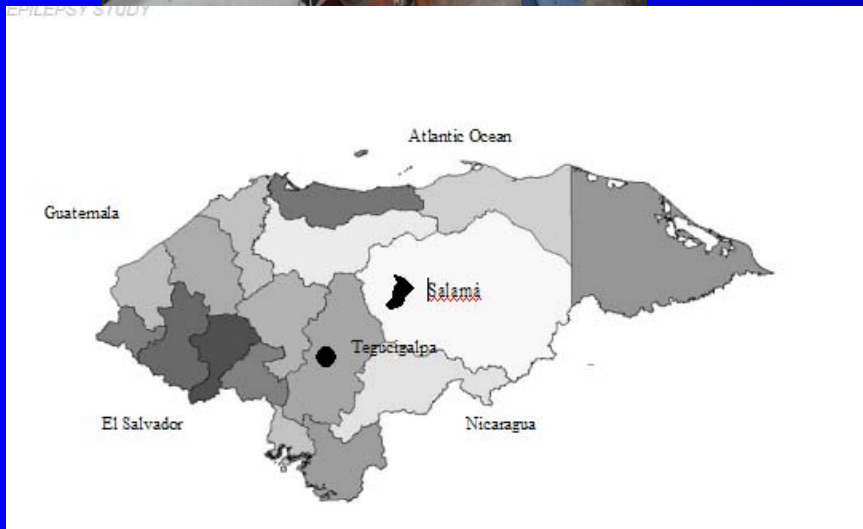 EPILEPSY STUDY
Atlantic Ocean
Guatemala
Salamá
Tegucigalpa
El Salvador
Nicaragua